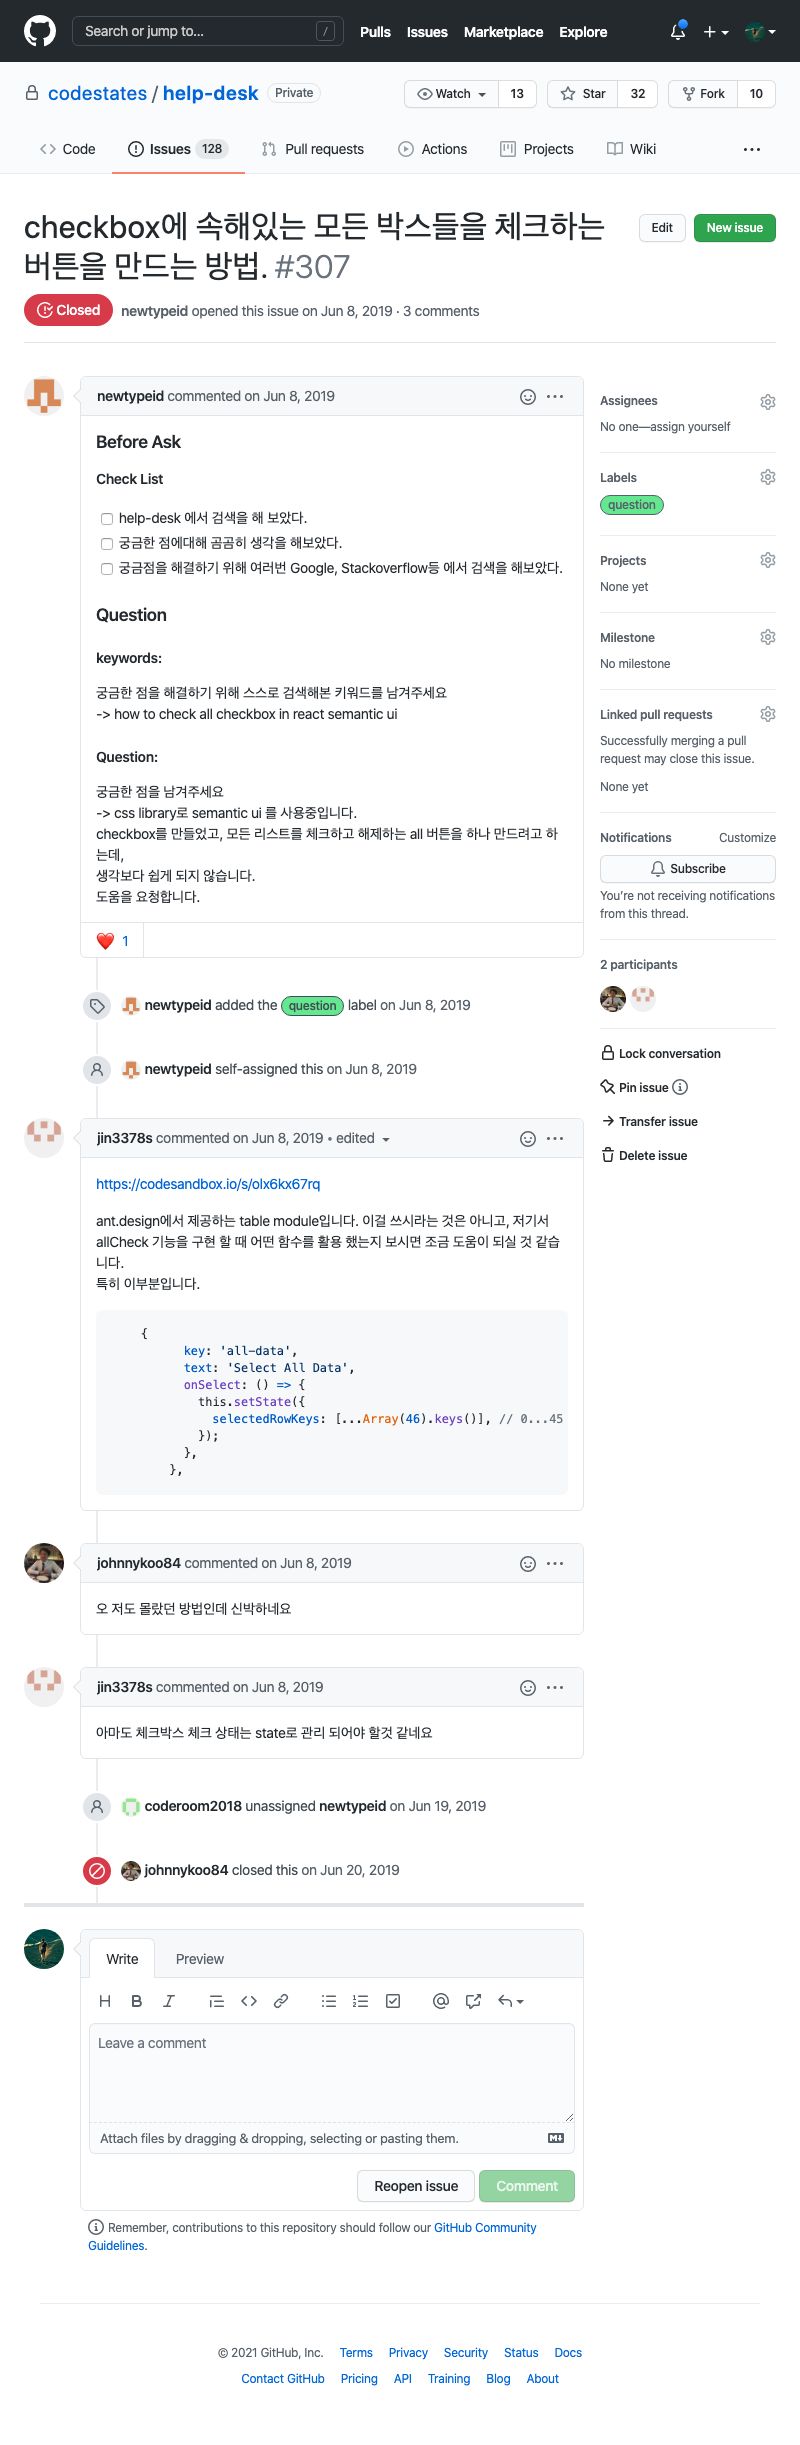 Search or jump to... /
Pulls Issues Marketplace Explore
codestates / help-desk Private
Watch 13 Star 32 Fork 10
Code Issues 128 Pull requests Actions Projects Wiki
checkbox에 속해있는 모든 박스들을 체크하는
버튼을 만드는 방법. #307
Edit New issue
Closed newtypeid opened this issue on Jun 8, 2019 · 3 comments
newtypeid commented on Jun 8, 2019
Before Ask
Check List
help-desk 에서 검색을 해 보았다.
궁금한 점에대해 곰곰히 생각을 해보았다.
궁금점을 해결하기 위해 여러번 Google, Stackoverflow등 에서 검색을 해보았다.
Question
keywords:
궁금한 점을 해결하기 위해 스스로 검색해본 키워드를 남겨주세요
-> how to check all checkbox in react semantic ui
Question:
궁금한 점을 남겨주세요
-> css library로 semantic ui 를 사용중입니다.
checkbox를 만들었고, 모든 리스트를 체크하고 해제하는 all 버튼을 하나 만드려고 하
는데,
생각보다 쉽게 되지 않습니다.
도움을 요청합니다.
❤️ 1
newtypeid added the question label on Jun 8, 2019
newtypeid self-assigned this on Jun 8, 2019
jin3378s commented on Jun 8, 2019 • edited
https://codesandbox.io/s/olx6kx67rq
ant.design에서 제공하는 table module입니다. 이걸 쓰시라는 것은 아니고, 저기서
allCheck 기능을 구현 할 때 어떤 함수를 활용 했는지 보시면 조금 도움이 되실 것 같습
니다.
특히 이부분입니다.
{
key: 'all-data',
text: 'Select All Data',
onSelect: () => {
this.setState({
selectedRowKeys: [...Array(46).keys()], // 0...45
});
},
},
johnnykoo84 commented on Jun 8, 2019
오 저도 몰랐던 방법인데 신박하네요
jin3378s commented on Jun 8, 2019
아마도 체크박스 체크 상태는 state로 관리 되어야 할것 같네요
coderoom2018 unassigned newtypeid on Jun 19, 2019
johnnykoo84 closed this on Jun 20, 2019
Write Preview
H B I
Leave a comment
Attach files by dragging & dropping, selecting or pasting them.
Reopen issue Comment
Remember, contributions to this repository should follow our GitHub Community
Guidelines.
Assignees
No one—assign yourself
Labels
question
Projects
None yet
Milestone
No milestone
Linked pull requests
Successfully merging a pull
request may close this issue.
None yet
Notifications Customize
Subscribe
You're not receiving notifications
from this thread.
2 participants
Lock conversation
Pin issue
Transfer issue
Delete issue
© 2021 GitHub, Inc. Terms Privacy Security Status Docs
Contact GitHub Pricing API Training Blog About